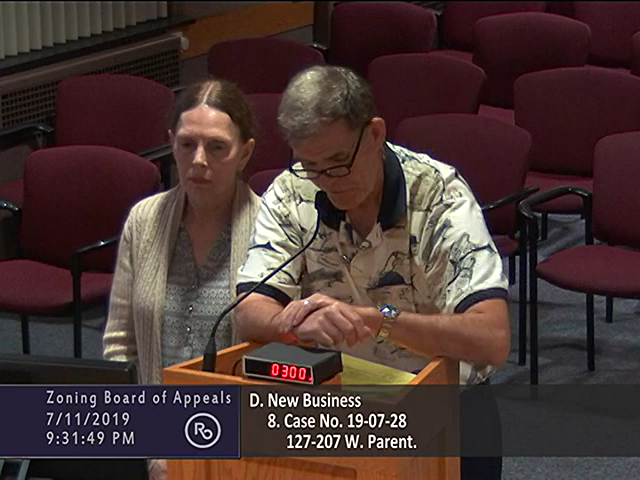 0300
Zoning Board of Appeals
7/11/2019
9:31:49 PM
RO
D. New Business
8. Case No. 19-07-28
127-207 W. Parent.